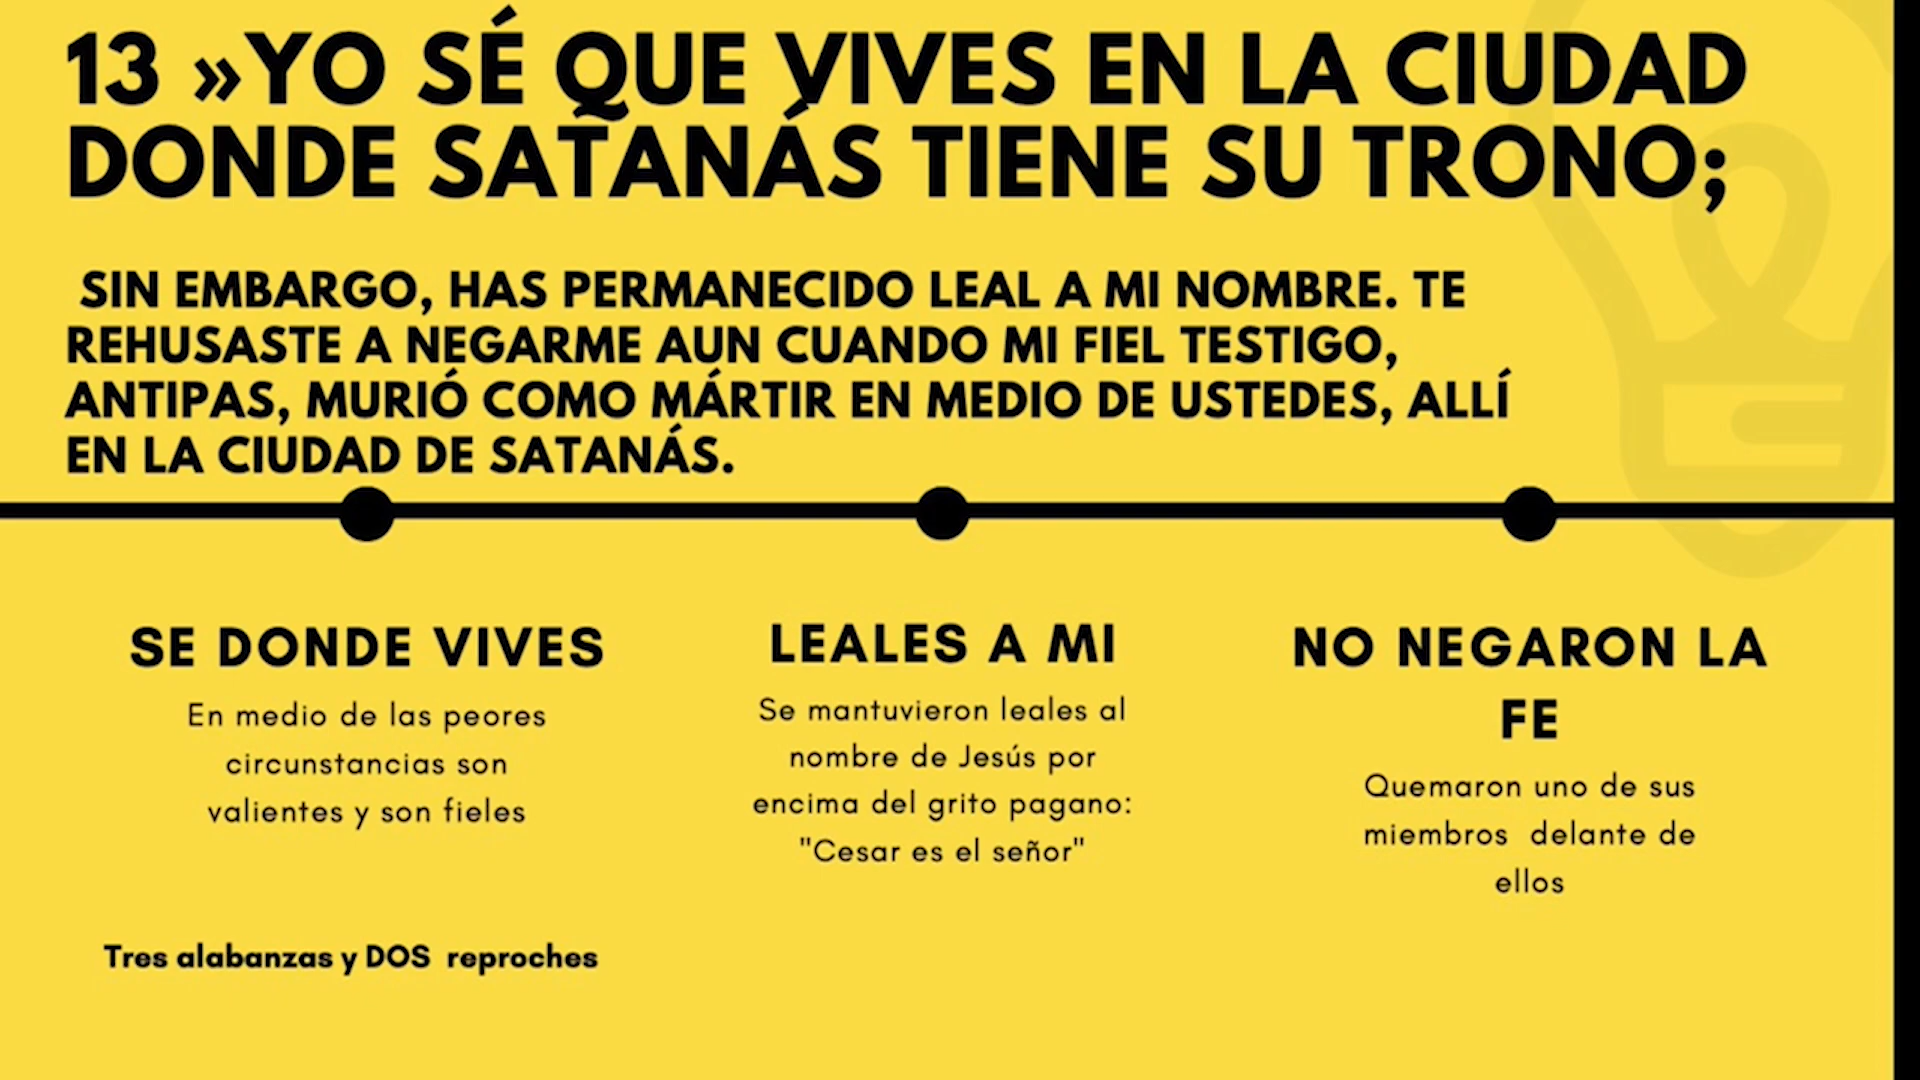 13 »YO SÉ QUE VIVES EN LA CIUDAD
DONDE SATANÁS TIENE SU TRONO;
SIN EMBARGO, HAS PERMANECIDO LEAL A MI NOMBRE. TE
REHUSASTE A NEGARME AUN CUANDO MI FIEL TESTIGO,
ANTIPAS, MURIÓ COMO MÁRTIR EN MEDIO DE USTEDES, ALLÍ
EN LA CIUDAD DE SATANÁS.
SE DONDE VIVES
En medio de las peores
circunstancias son
valientes y son fieles
LEALES A MI
Se mantuvieron leales al
nombre de Jesús por
encima del grito pagano:
"Cesar es el señor"
NO NEGARON LA
FE
Quemaron uno de sus
miembros delante de
ellos
Tres alabanzas y DOS reproches